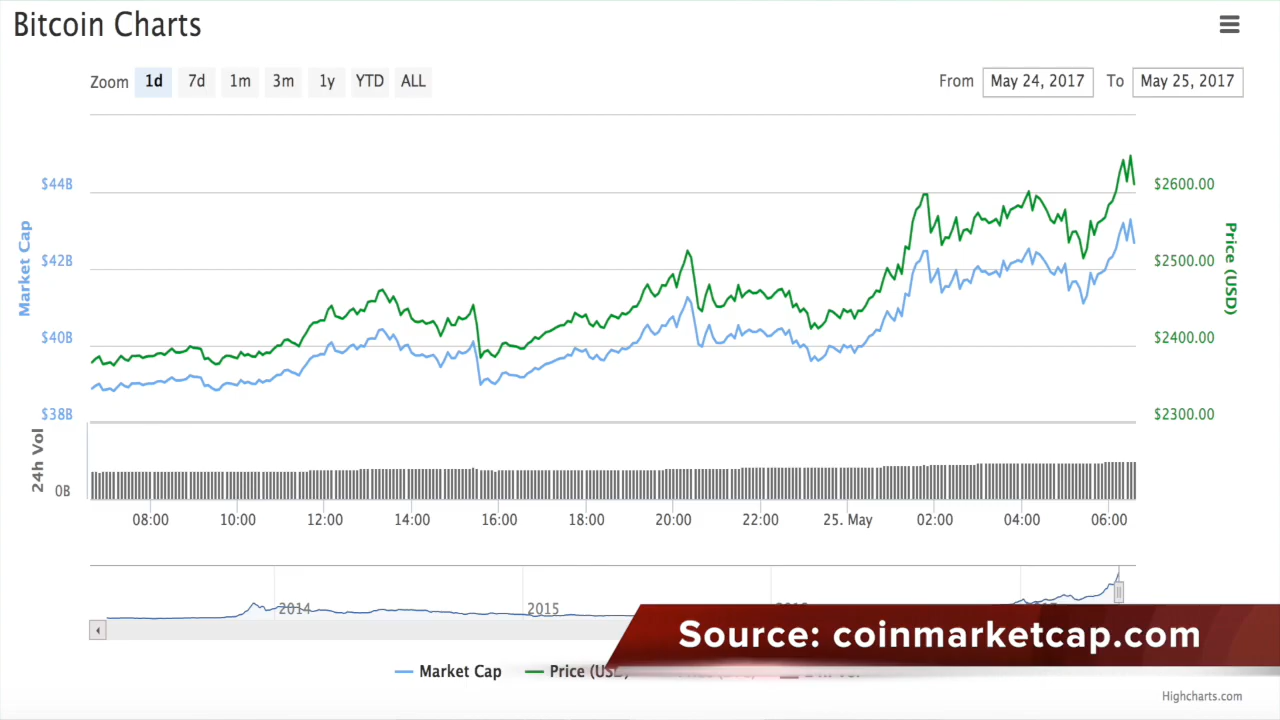 Bitcoin Charts
Zoom 1d 7d 1m 3m 1y YTD ALL From May 24, 2017 To May 25, 2017
$44B $2600.00
$42B $2500.00
$40B $2400.00
$38B $2300.00
0B
Market Cap
24h Vol
Price (USD)
08:00 10:00 12:00 14:00 16:00 18:00 20:00 22:00 25. May 02:00 04:00 06:00
2014 2015
Source: coinmarketcap.com
Market Cap Price (USD)
Highcharts.com